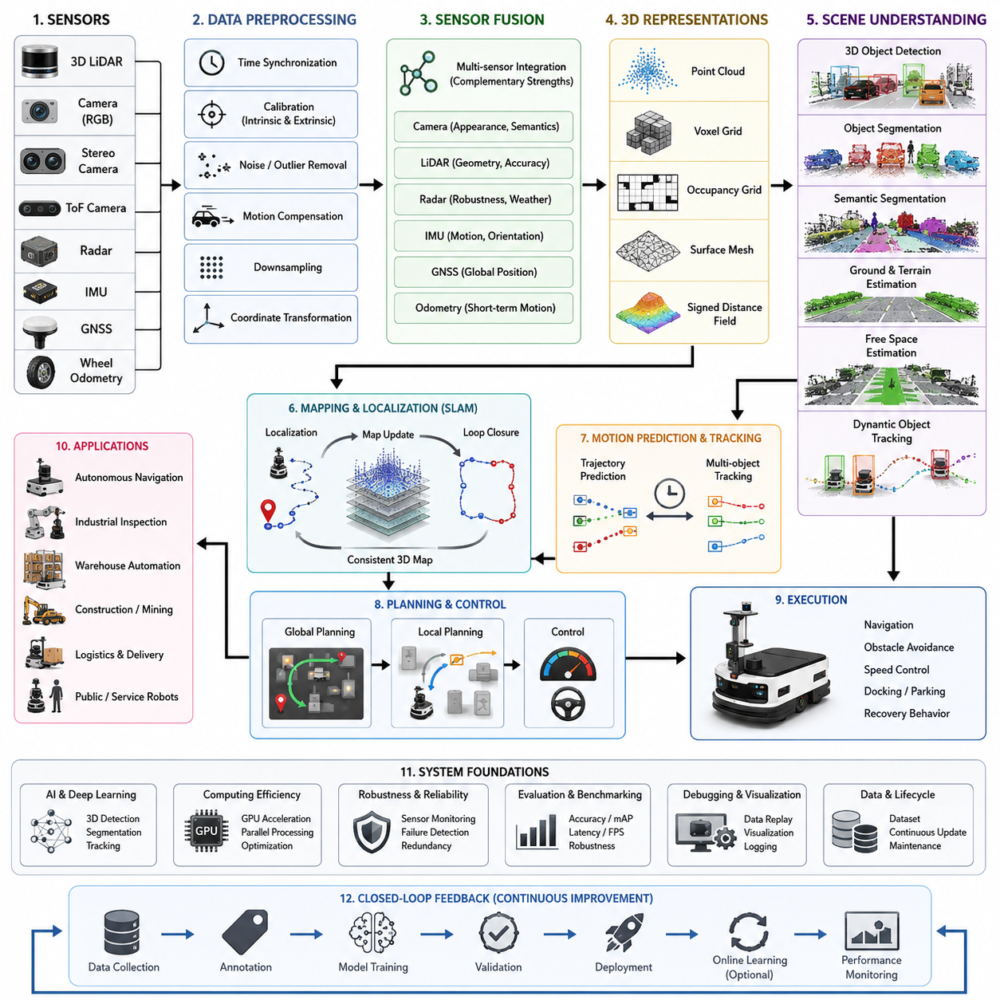 1. SENSORS
3D LiDAR
Camera
(RGB)
Stereo
Camera
ToF Camera
Radar
IMU
GNSS
Wheel
Odometry
2. DATA PREPROCESSING
Time Synchronization
Calibration
(Intrinsic & Extrinsic)
Noise / Outlier Removal
Motion Compensation
Downsampling
Coordinate Transformation
3. SENSOR FUSION
Multi-sensor Integration
(Complementary Strengths)
Camera (Appearance, Semantics)
LiDAR (Geometry, Accuracy)
Radar (Robustness, Weather)
IMU (Motion, Orientation)
GNSS (Global Position)
Odometry (Short-term Motion)
4. 3D REPRESENTATIONS
Point Cloud
Voxel Grid
Occupancy Grid
Surface Mesh
Signed Distance
Field
5. SCENE UNDERSTANDING
3D Object Detection
Object Segmentation
Semantic Segmentation
Ground & Terrain
Estimation
Free Space
Estimation
Dynantic Object
Tracking
6. MAPPING & LOCALIZATION (SLAM)
Localization
Map Update
Loop Closure
Consistent 3D Map
7. MOTION PREDICTION & TRACKING
Trajectory
Prediction
Multi-object
Tracking
8. PLANNING & CONTROL
Global Planning
Local Planning
Control
9. EXECUTION
Navigation
Obstacle Avoidance
Speed Control
Docking / Parking
Recovery Behavior
10. APPLICATIONS
Autonomous Navigation
Industrial Inspection
Warehouse Automation
Construction / Mining
Logistics & Delivery
Public / Service Robots
11. SYSTEM FOUNDATIONS
AI & Deep Learning
3D Detection
Segmentation
Tracking
Computing Efficiency
GPU
GPU Acceleration
Parallel Processing
Optimization
Robustness & Reliability
Sensor Monitoring
Failure Detection
Redundancy
Evaluation & Benchmarking
Accuracy / mAP
Latency / FPS
Robustness
Debugging & Visualization
Data Replay
Visualization
Logging
Data & Lifecycle
Dataset
Continuous Update
Maintenance
12. CLOSED-LOOP FEEDBACK (CONTINUOUS IMPROVEMENT)
Data Collection
Annotation
Model Training
Validation
Deployment
Online Learning
(Optional)
Performance
Monitoring